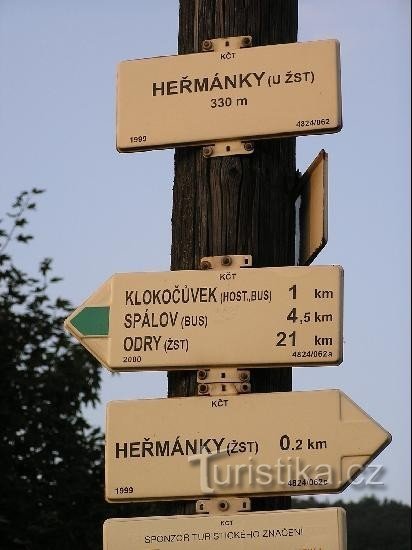 KČT
HEŘMÁNKY (U ŽST)
330 m
1999 4824/062
KČT
KLOKOČŮVEK (HOST.,BUS) 1 km
SPÁLOV (BUS) 4,5 km
ODRY (ŽST) 21 km
2000 4824/062a
KČT
HEŘMÁNKY (ŽST) 0.2 km
Turistika.cz
1999 4824/062c
KČT
SPONZOR TURISTICKÉHO ZNAČENÍ